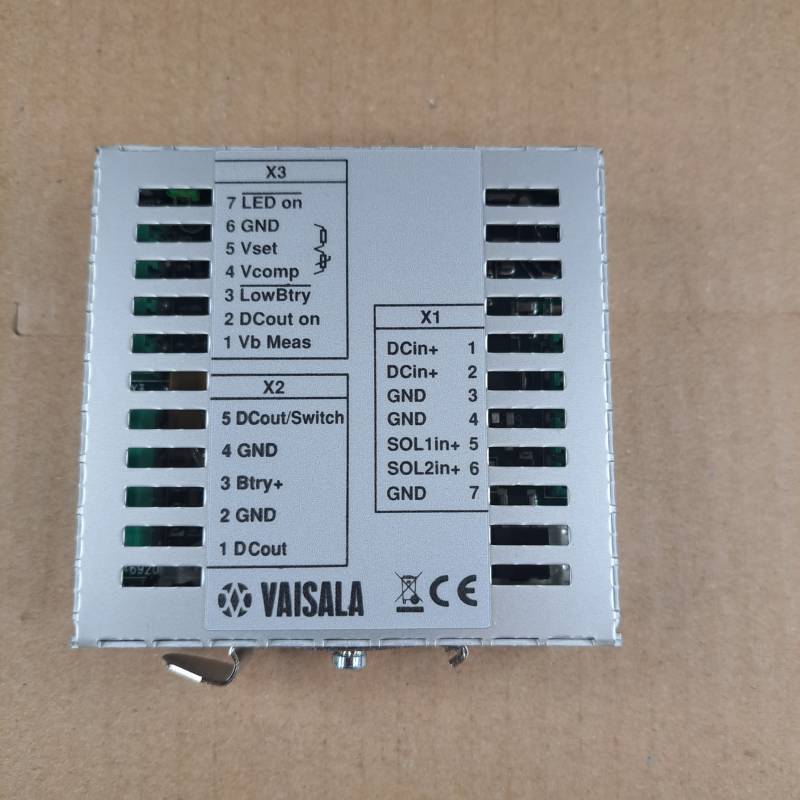 X3
7 LED on
6 GND
5 Vset
4 Vcomp
3 LowBtry
2 DCout on
1 Vb Meas
X2
5 DCout/Switch
4 GND
3 Btry+
2 GND
1 DCout
X1
DCin+ 1
DCin+ 2
GND 3
GND 4
SOL1in+ 5
SOL2in+ 6
GND 7
VAISALA
CE